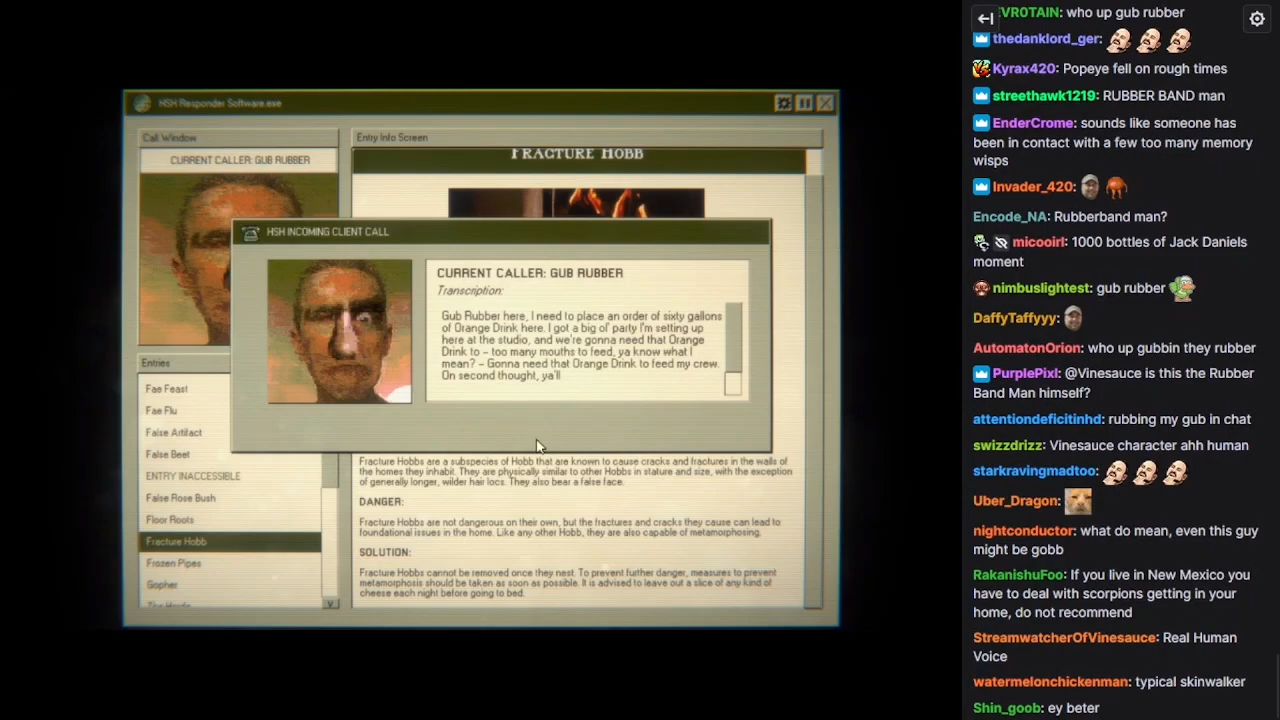 HSH Responder Software.exe
Call Window
CURRENT CALLER: GUB RUBBER
Entries
Fae Feast
Fae Flu
False Artifact
False Beet
ENTRY INACCESSIBLE
False Rose Bush
Floor Roots
Fracture Hobb
Frozen Pipes
Gopher
Entry Info Screen
FRACTURE HOBB
HSH INCOMING CLIENT CALL
CURRENT CALLER: GUB RUBBER
Transcription:
Gub Rubber here, I need to place an order of sixty gallons
of Orange Drink here. I got a big ol' party I'm setting up
here at the studio, and we're gonna need that Orange
Drink to – too many mouths to feed, ya know what I
mean? – Gonna need that Orange Drink to feed my crew.
On second thought, ya'll
Fracture Hobbs are a subspecies of Hobb that are known to cause cracks and fractures in the walls of
the homes they inhabit. They are physically similar to other Hobbs in stature and size, with the exception
of generally longer, wilder hair locs. They also bear a false face.
DANGER:
Fracture Hobbs are not dangerous on their own, but the fractures and cracks they cause can lead to
foundational issues in the home. Like any other Hobb, they are also capable of metamorphosing.
SOLUTION:
Fracture Hobbs cannot be removed once they nest. To prevent further danger, measures to prevent
metamorphosis should be taken as soon as possible. It is advised to leave out a slice of any kind of
cheese each night before going to bed.
EVR0TAIN: who up gub rubber
thedanklord_ger:
Kyrax420: Popeye fell on rough times
streethawk1219: RUBBER BAND man
EnderCrome: sounds like someone has
been in contact with a few too many memory
wisps
Invader_420:
Encode_NA: Rubberband man?
micooirl: 1000 bottles of Jack Daniels
moment
nimbuslightest: gub rubber
DaffyTaffyyy:
AutomatonOrion: who up gubbin they rubber
PurplePixl: @Vinesauce is this the Rubber
Band Man himself?
attentiondeficitinhd: rubbing my gub in chat
swizzdrizz: Vinesauce character ahh human
starkravingmadtoo:
Uber_Dragon:
nightconductor: what do mean, even this guy
might be gobb
RakanishuFoo: If you live in New Mexico you
have to deal with scorpions getting in your
home, do not recommend
StreamwatcherOfVinesauce: Real Human
Voice
watermelonchickenman: typical skinwalker
Shin_goob: ey beter